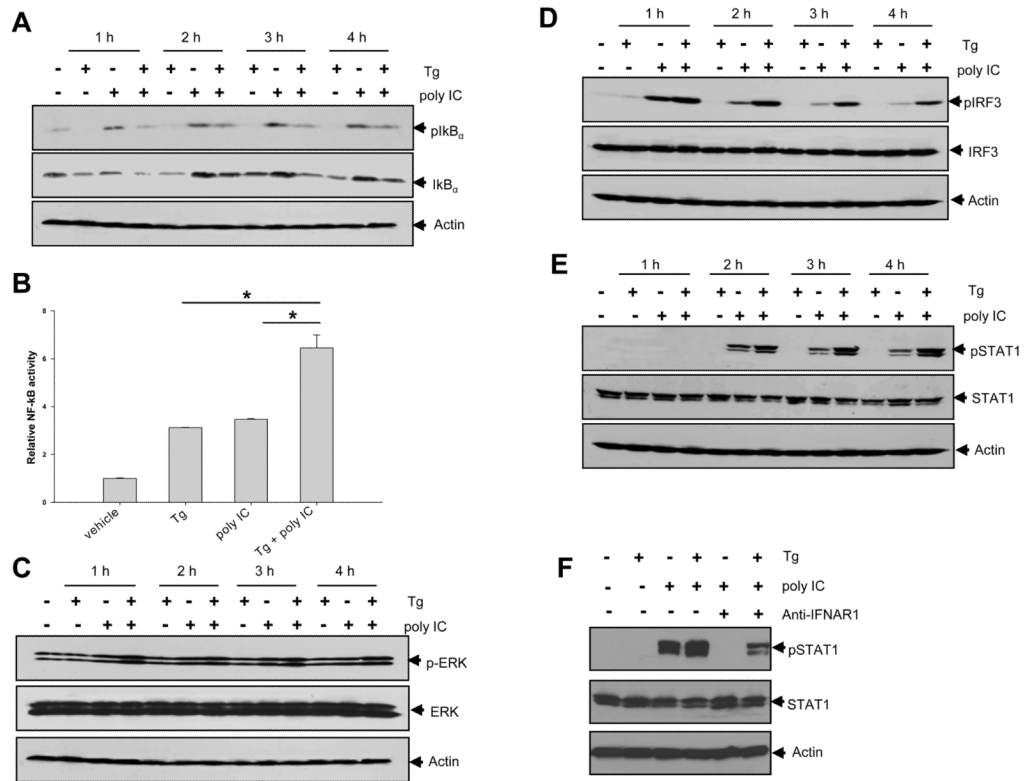 A
1 h 2 h 3 h 4 h
- + - + + - + + - + + - + Tg
- - + + - + + - + + - + + poly IC
pIkBα
IkBα
Actin
B
Relative NF-kB activity
8
6
4
2
0
* 
*
vehicle Tg poly IC Tg + poly IC
C
1 h 2 h 3 h 4 h
- + - + + - + + - + + - + Tg
- - + + - + + - + + - + + poly IC
p-ERK
ERK
Actin
D
1 h 2 h 3 h 4 h
- + - + + - + + - + + - + Tg
- - + + - + + - + + - + + poly IC
pIRF3
IRF3
Actin
E
1 h 2 h 3 h 4 h
- + - + + - + + - + + - + Tg
- - + + - + + - + + - + + poly IC
pSTAT1
STAT1
Actin
F
- + - + - + Tg
- - + + + + poly IC
- - - - + + Anti-IFNAR1
pSTAT1
STAT1
Actin